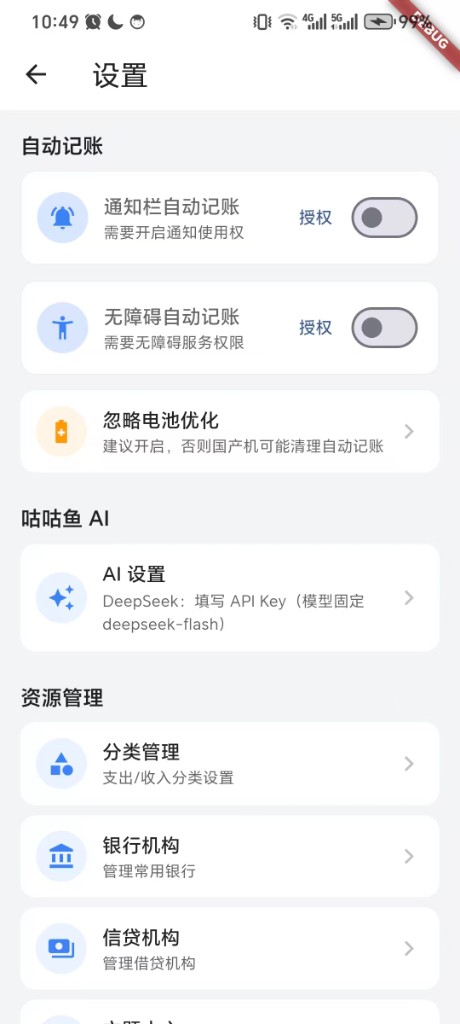 10:49
4G
5G
99%
DEBUG
设置
自动记账
通知栏自动记账
需要开启通知使用权
授权
无障碍自动记账
需要无障碍服务权限
授权
忽略电池优化
建议开启，否则国产机可能清理自动记账
咕咕鱼 AI
AI 设置
DeepSeek：填写 API Key（模型固定
deepseek-flash）
资源管理
分类管理
支出/收入分类设置
银行机构
管理常用银行
信贷机构
管理借贷机构